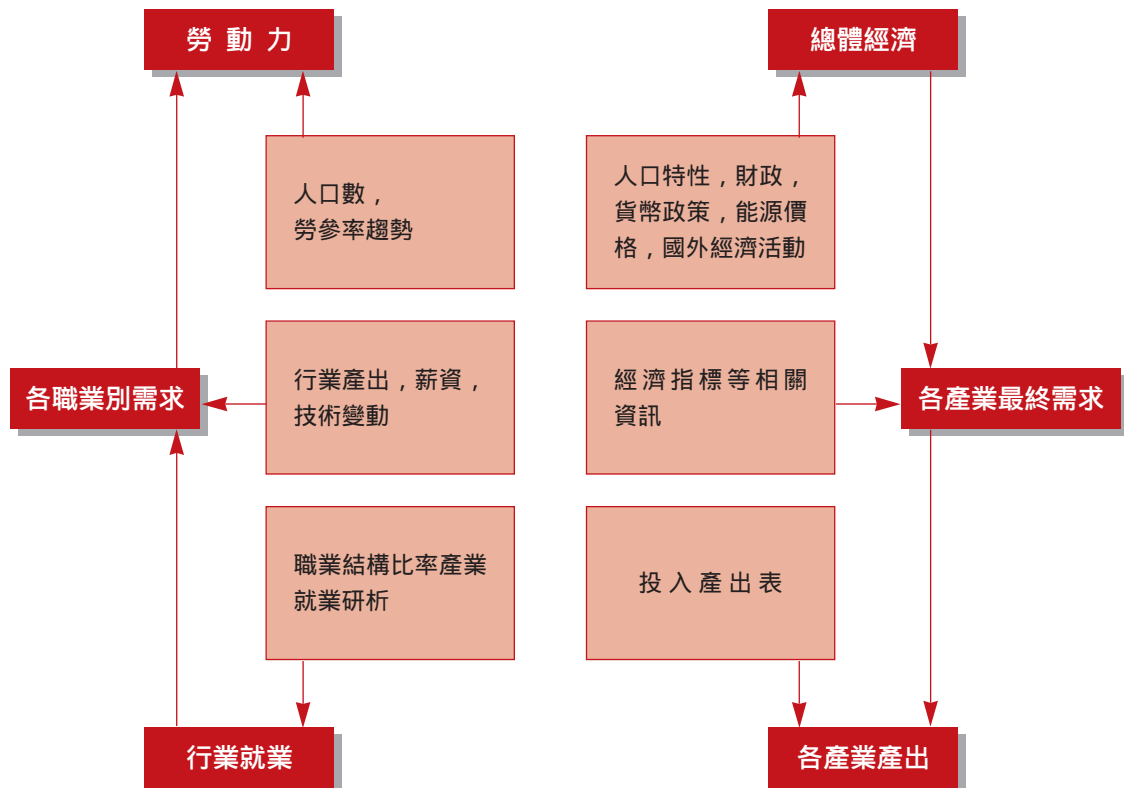 勞動力
總體經濟
人口數，
勞參率趨勢
人口特性，財政，
貨幣政策，能源價
格，國外經濟活動
各職業別需求
行業產出，薪資，
技術變動
經濟指標等相關
資訊
各產業最終需求
職業結構比率產業
就業研析
投入產出表
行業就業
各產業產出